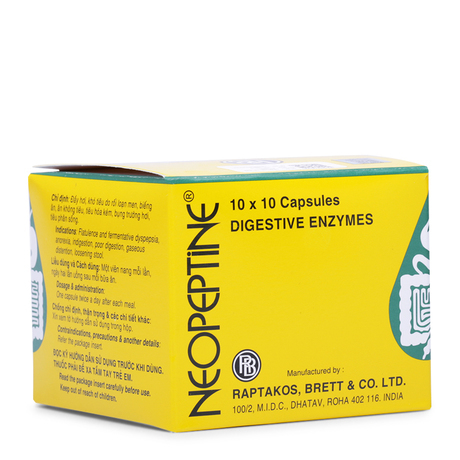 Chỉ định: Đầy hơi, khó tiêu do rối loạn men, biếng
ăn, ăn không tiêu, tiêu hóa kém, bụng trướng hơi,
tiêu phân sống.
Indications: Flatulence and fermentative dyspepsia,
anorexia, indigestion, poor digestion, gaseous
distention, loosening stool.
Liều dùng và Cách dùng: Một viên nang mỗi lần,
ngày hai lần uống sau mỗi bữa ăn.
Dosage & administration:
One capsule twice a day after each meal.
Chống chỉ định, thận trọng & các chi tiết khác:
Xin xem tờ hướng dẫn sử dụng trong hộp.
Contraindications, precautions & another details:
Refer the package insert.
ĐỌC KỸ HƯỚNG DẪN SỬ DỤNG TRƯỚC KHI DÙNG.
THUỐC PHẢI ĐỂ XA TẦM TAY TRẺ EM.
Read the package insert carefully before use.
Keep out of reach of children.
NEOPEPTINE®
10 x 10 Capsules
DIGESTIVE ENZYMES
RB
Manufactured by :
RAPTAKOS, BRETT & CO. LTD.
100/2, M.I.D.C., DHATAV, ROHA 402 116. INDIA